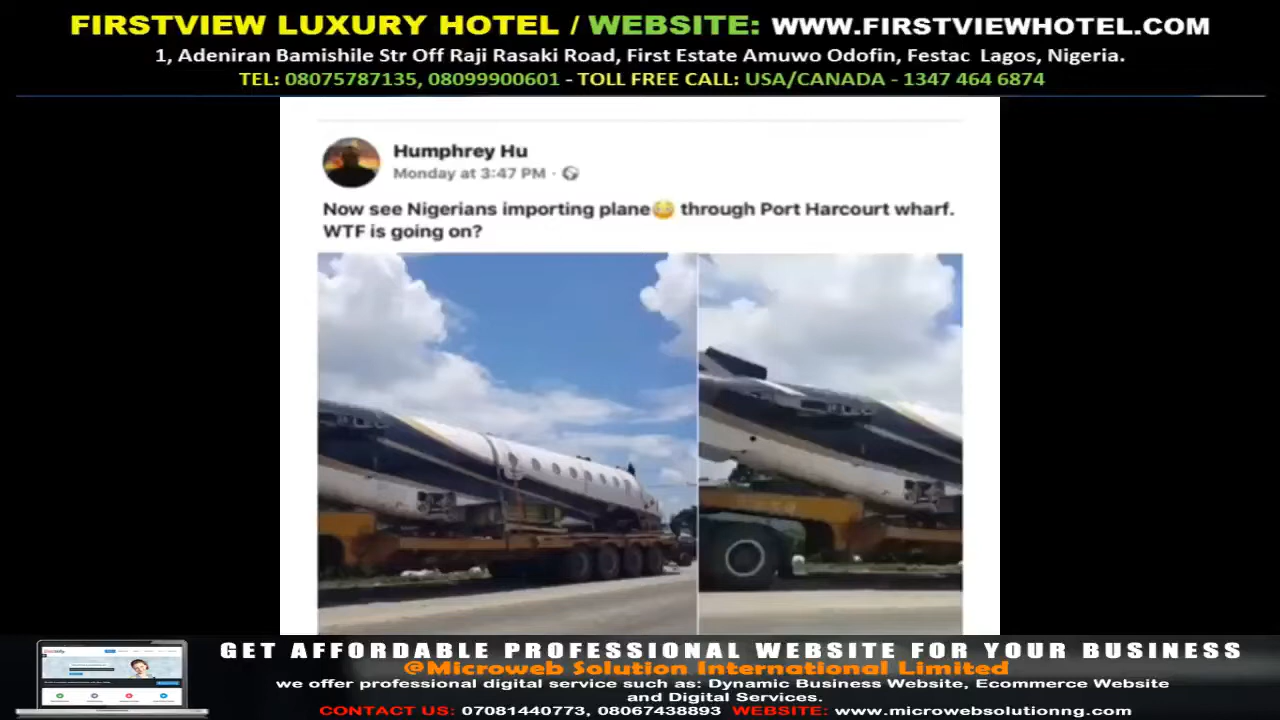 FIRSTVIEW LUXURY HOTEL / WEBSITE: WWW.FIRSTVIEWHOTEL.COM
1, Adeniran Bamishile Str Off Raji Rasaki Road, First Estate Amuwo Odofin, Festac Lagos, Nigeria.
TEL: 08075787135, 08099900601 - TOLL FREE CALL: USA/CANADA - 1347 464 6874
Humphrey Hu
Monday at 3:47 PM ·
Now see Nigerians importing plane😳 through Port Harcourt wharf.
WTF is going on?
GET AFFORDABLE PROFESSIONAL WEBSITE FOR YOUR BUSINESS
@Microweb Solution International Limited
we offer professional digital service such as: Dynamic Business Website, Ecommerce Website
and Digital Services.
CONTACT US: 07081440773, 08067438893 WEBSITE: www.microwebsolutionng.com